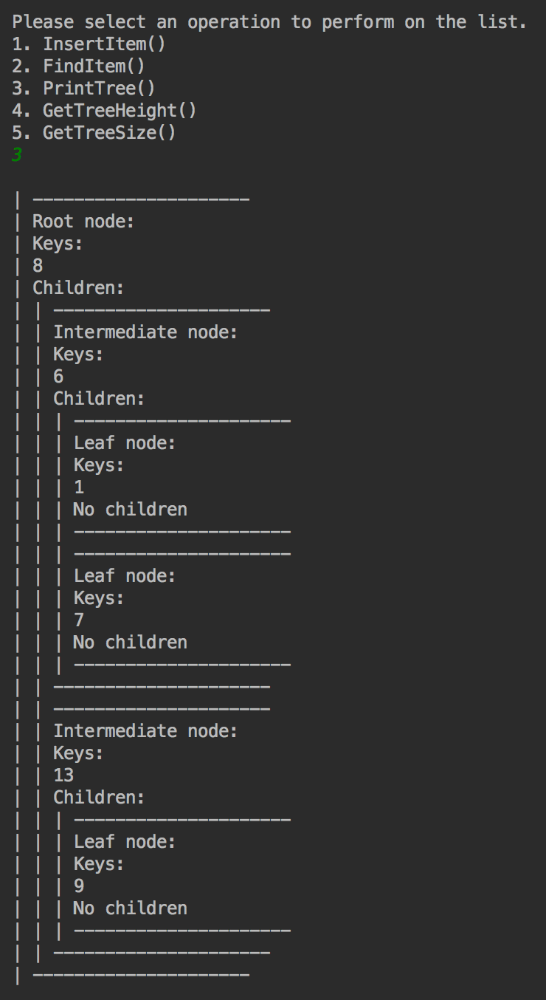 Please select an operation to perform on the list.
1. InsertItem()
2. FindItem()
3. PrintTree()
4. GetTreeHeight()
5. GetTreeSize()
3

| ---------------------
| Root node:
| Keys:
| 8
| Children:
| | ---------------------
| | Intermediate node:
| | Keys:
| | 6
| | Children:
| | | ---------------------
| | | Leaf node:
| | | Keys:
| | | 1
| | | No children
| | | ---------------------
| | | ---------------------
| | | Leaf node:
| | | Keys:
| | | 7
| | | No children
| | | ---------------------
| | ---------------------
| | ---------------------
| | Intermediate node:
| | Keys:
| | 13
| | Children:
| | | ---------------------
| | | Leaf node:
| | | Keys:
| | | 9
| | | No children
| | | ---------------------
| | ---------------------
| ---------------------